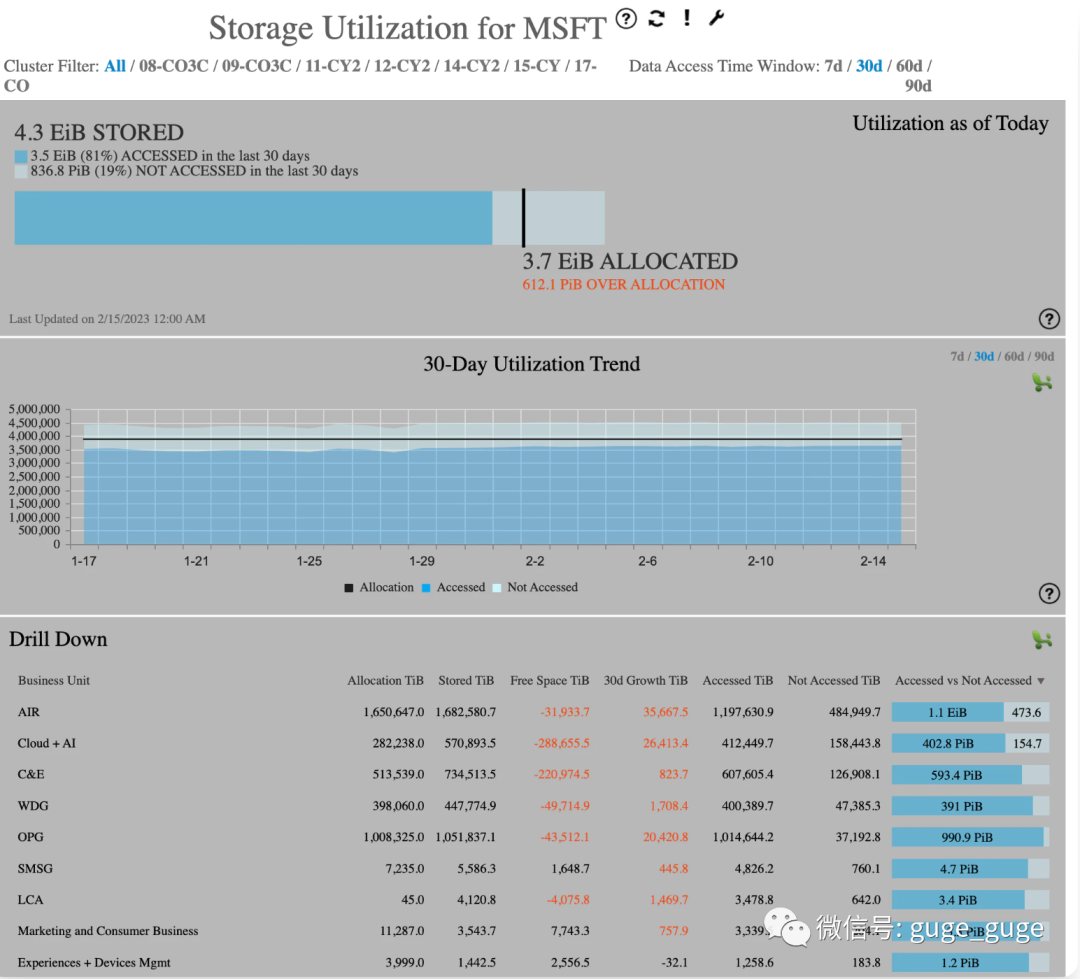 Storage Utilization for MSFT ?
Cluster Filter: All / 08-CO3C / 09-CO3C / 11-CY2 / 12-CY2 / 14-CY2 / 15-CY / 17-
CO
Data Access Time Window: 7d / 30d / 60d /
90d
4.3 EiB STORED
Utilization as of Today
3.5 EiB (81%) ACCESSED in the last 30 days
836.8 PiB (19%) NOT ACCESSED in the last 30 days
3.7 EiB ALLOCATED
612.1 PiB OVER ALLOCATION
Last Updated on 2/15/2023 12:00 AM
?
30-Day Utilization Trend
7d / 30d / 60d / 90d
5,000,000
4,500,000
4,000,000
3,500,000
3,000,000
2,500,000
2,000,000
1,500,000
1,000,000
500,000
0
1-17 1-21 1-25 1-29 2-2 2-6 2-10 2-14
Allocation Accessed Not Accessed
?
Drill Down
Business Unit Allocation TiB Stored TiB Free Space TiB 30d Growth TiB Accessed TiB Not Accessed TiB Accessed vs Not Accessed ▼
AIR 1,650,647.0 1,682,580.7 -31,933.7 35,667.5 1,197,630.9 484,949.7 1.1 EiB 473.6
Cloud + AI 282,238.0 570,893.5 -288,655.5 26,413.4 412,449.7 158,443.8 402.8 PiB 154.7
C&E 513,539.0 734,513.5 -220,974.5 823.7 607,605.4 126,908.1 593.4 PiB
WDG 398,060.0 447,774.9 -49,714.9 1,708.4 400,389.7 47,385.3 391 PiB
OPG 1,008,325.0 1,051,837.1 -43,512.1 20,420.8 1,014,644.2 37,192.8 990.9 PiB
SMSG 7,235.0 5,586.3 1,648.7 445.8 4,826.2 760.1 4.7 PiB
LCA 45.0 4,120.8 -4,075.8 1,469.7 3,478.8 642.0 3.4 PiB
Marketing and Consumer Business 11,287.0 3,543.7 7,743.3 757.9 PiB
微信号: guge_guge
Experiences + Devices Mgmt 3,999.0 1,442.5 2,556.5 -32.1 1,258.6 183.8 1.2 PiB